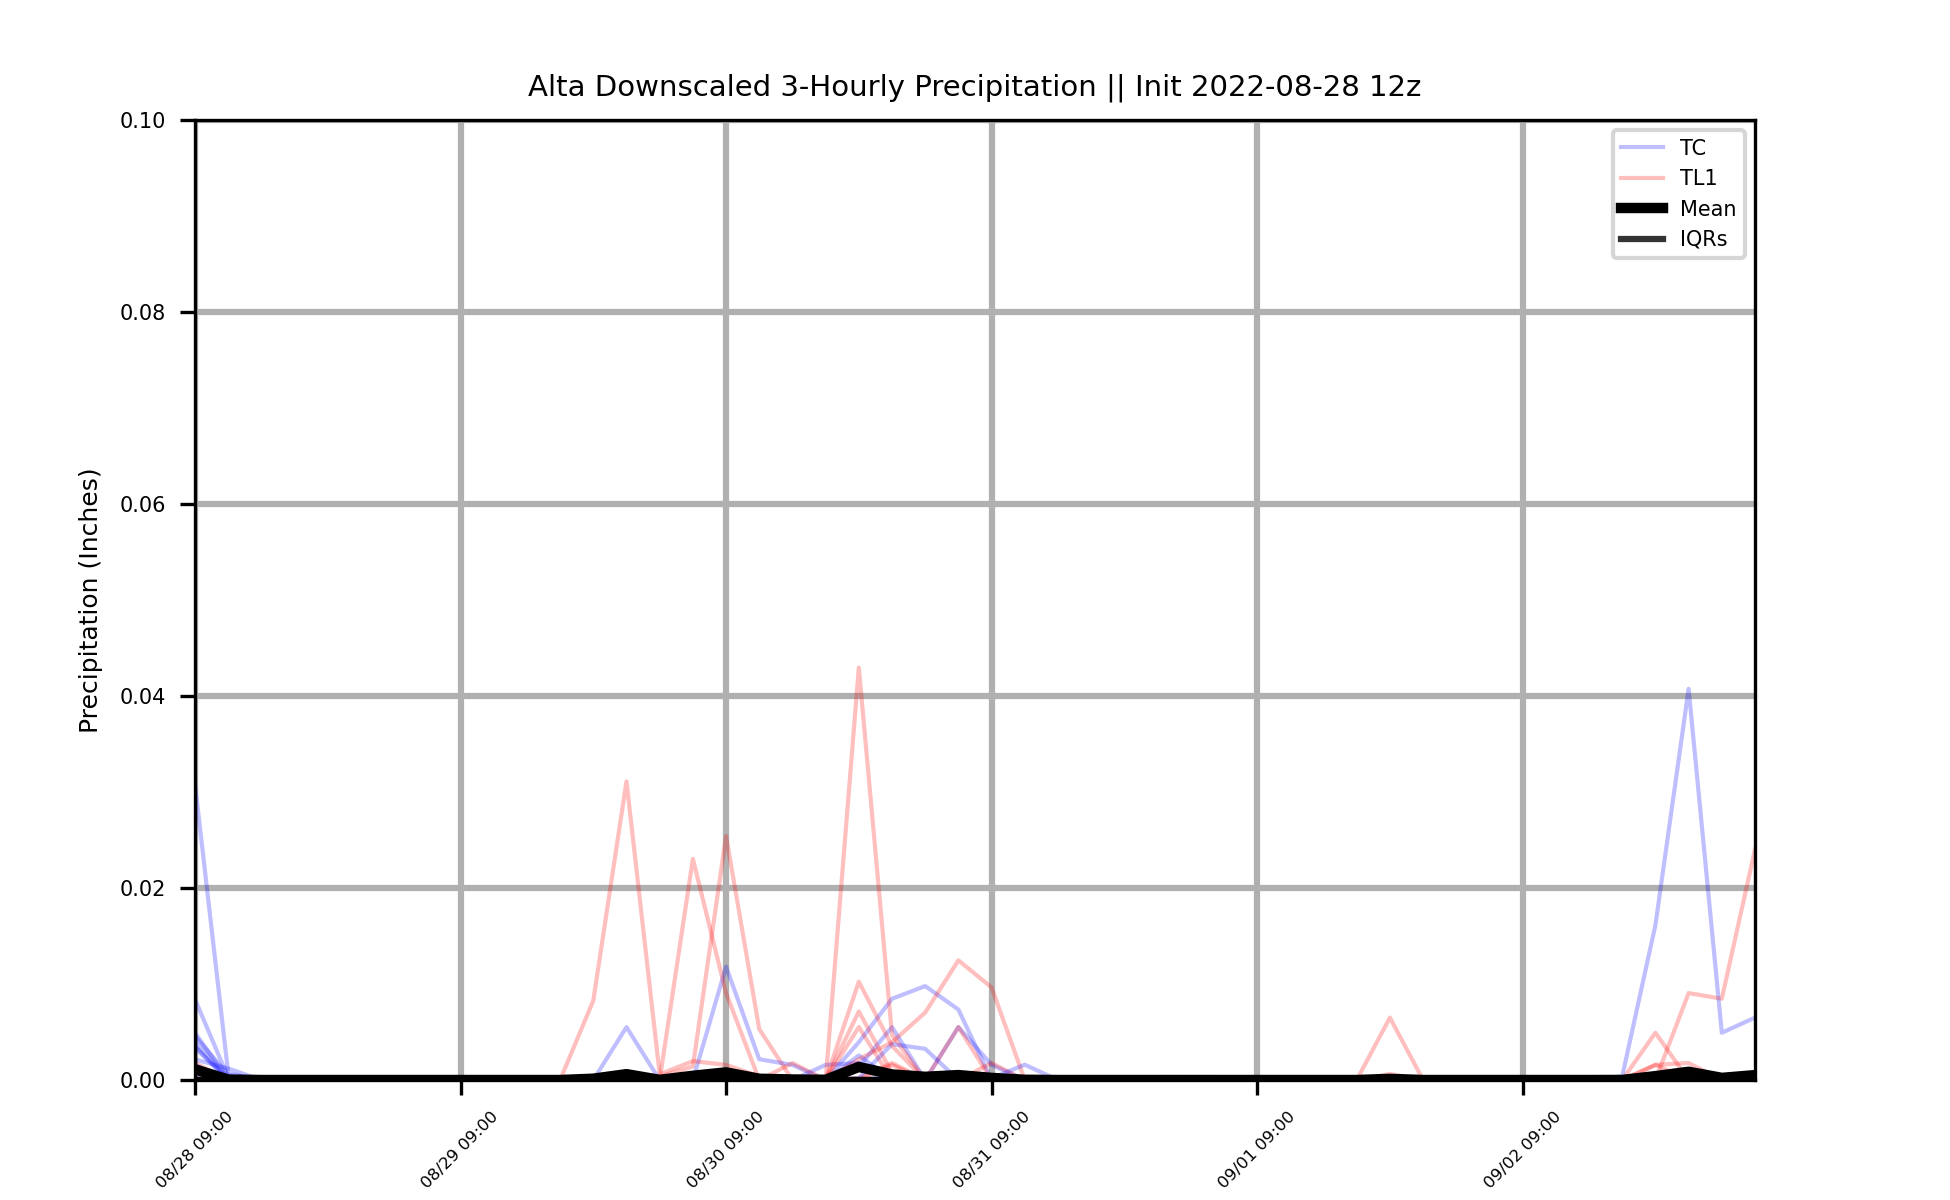 Alta Downscaled 3-Hourly Precipitation || Init 2022-08-28 12z
TC
TL1
Mean
IQRs
Precipitation (Inches)
0.10
0.08
0.06
0.04
0.02
0.00
08/28 09:00
08/29 09:00
08/30 09:00
08/31 09:00
09/01 09:00
09/02 09:00